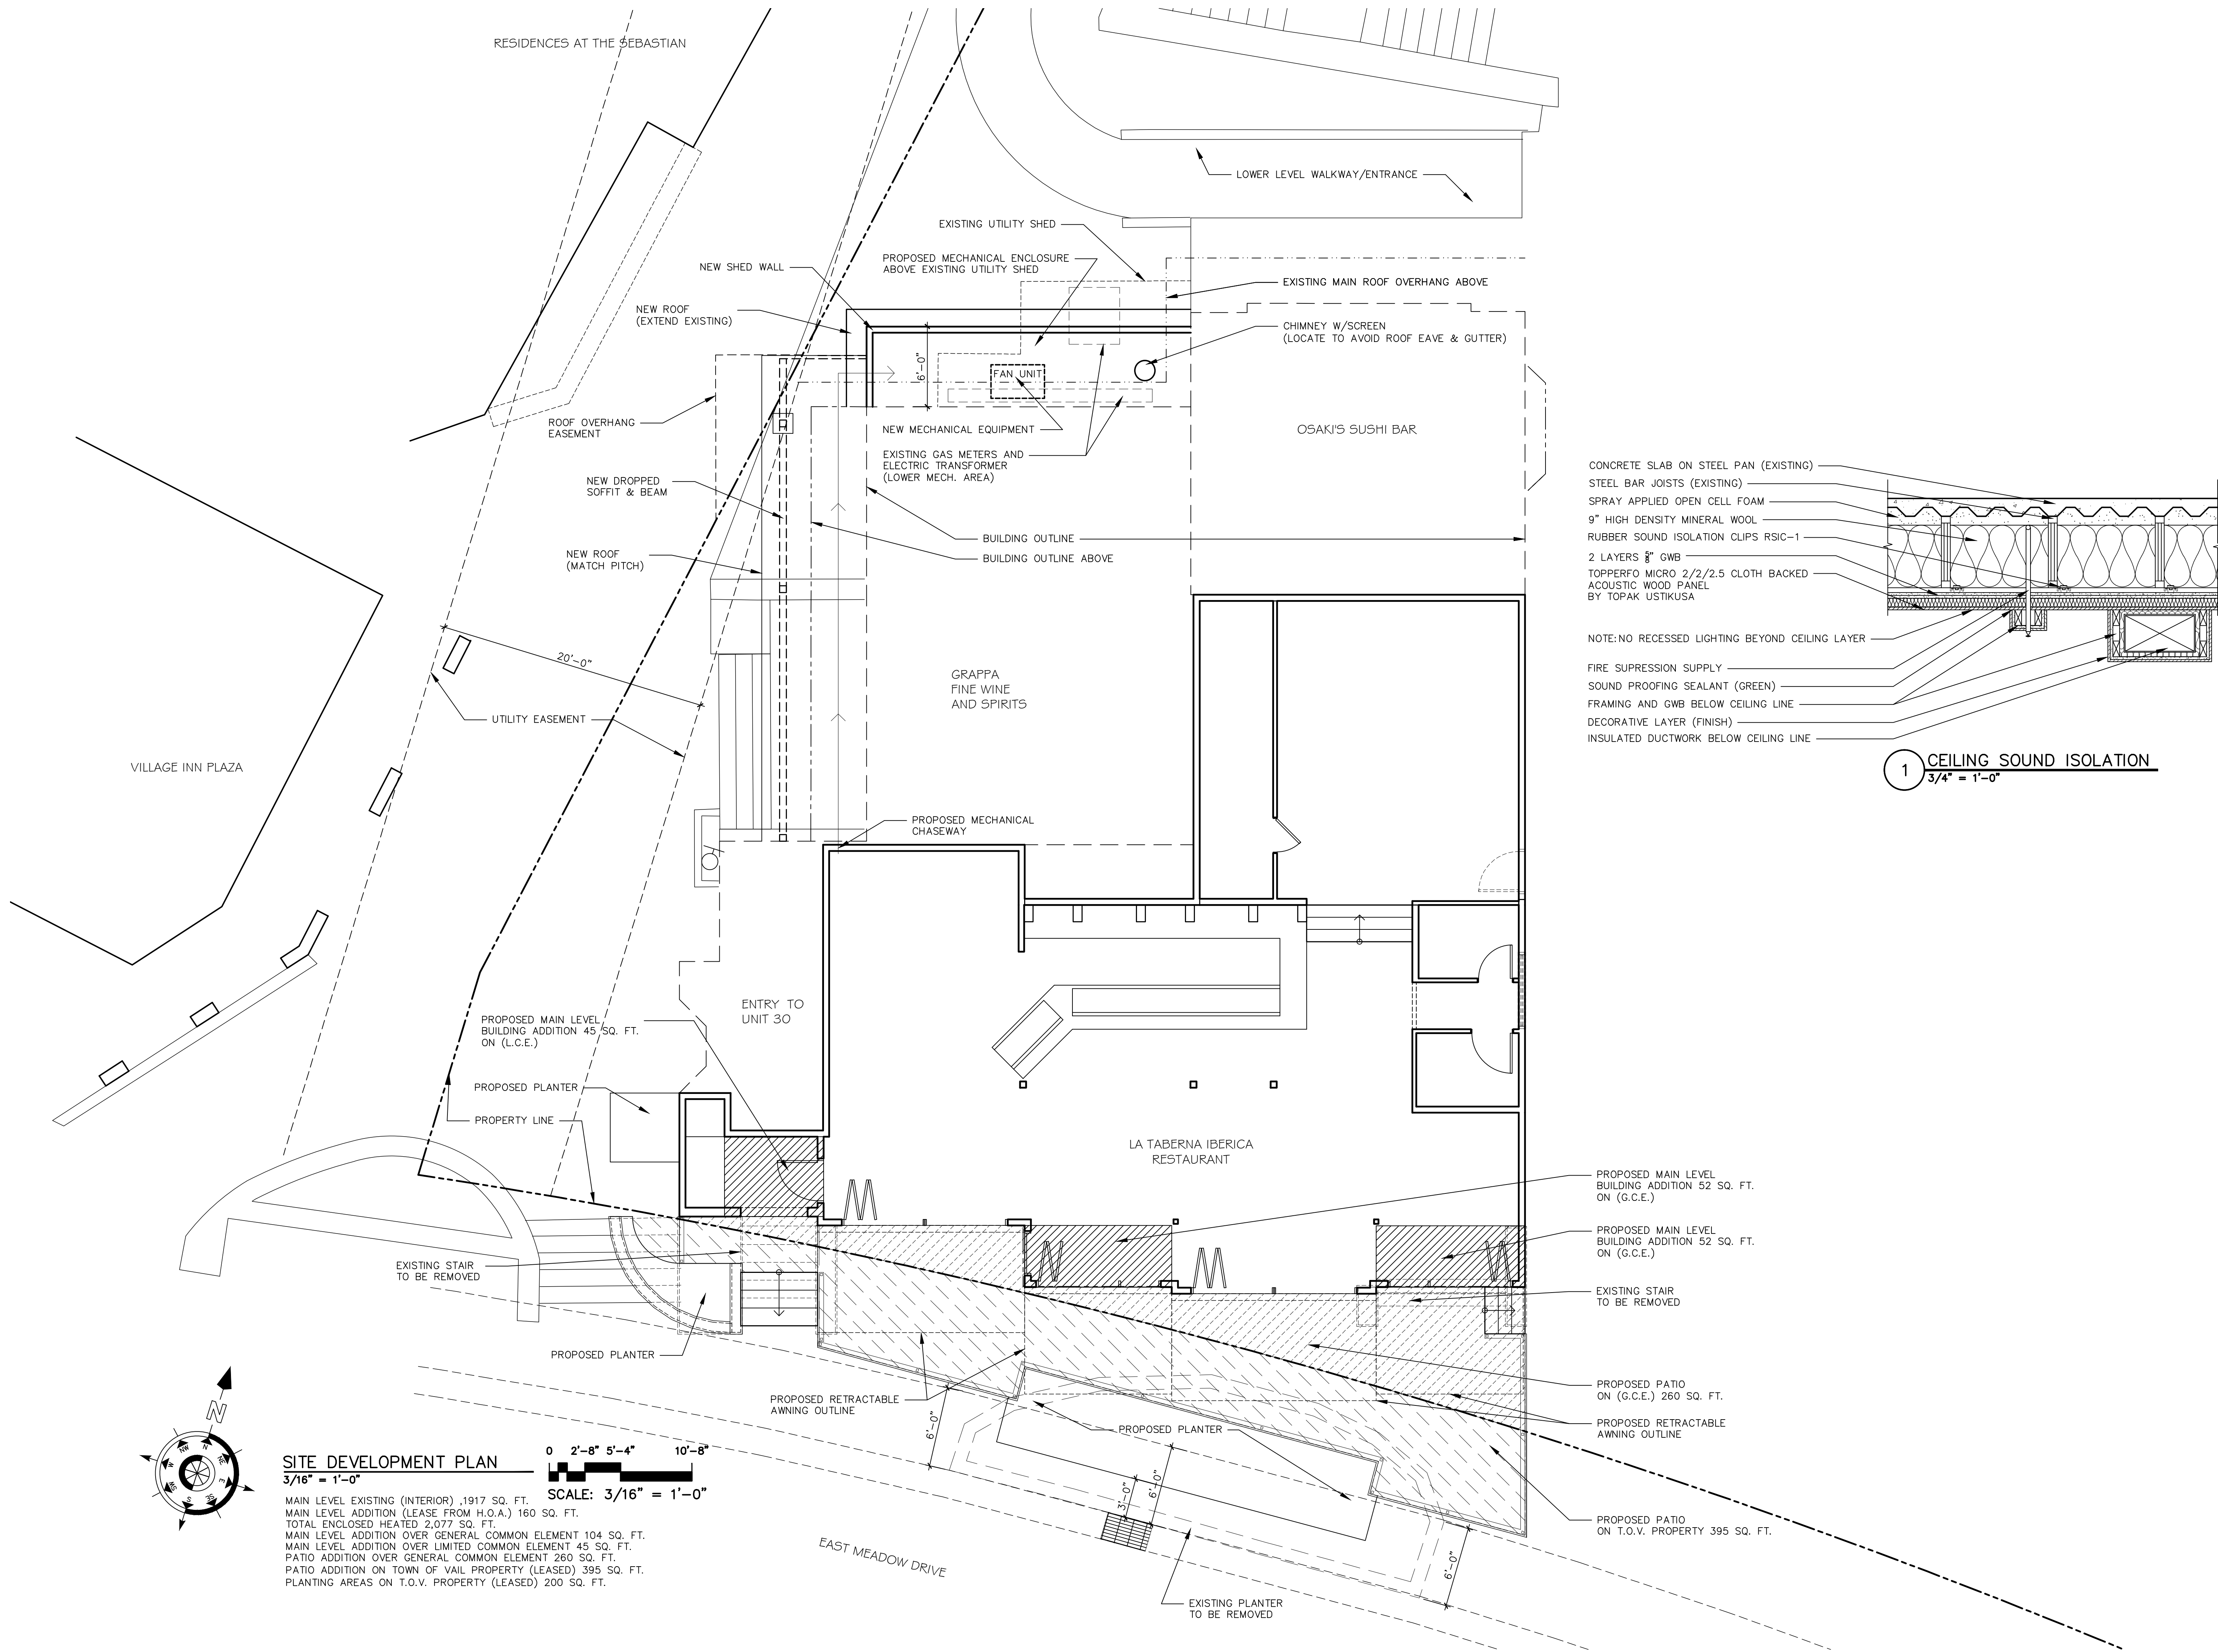 RESIDENCES AT THE SEBASTIAN
LOWER LEVEL WALKWAY/ENTRANCE
EXISTING UTILITY SHED
PROPOSED MECHANICAL ENCLOSURE
ABOVE EXISTING UTILITY SHED
NEW SHED WALL
EXISTING MAIN ROOF OVERHANG ABOVE
NEW ROOF
(EXTEND EXISTING)
CHIMNEY W/SCREEN
(LOCATE TO AVOID ROOF EAVE & GUTTER)
6'-0"
FAN UNIT
ROOF OVERHANG
EASEMENT
NEW MECHANICAL EQUIPMENT
OSAKI'S SUSHI BAR
EXISTING GAS METERS AND
ELECTRIC TRANSFORMER
(LOWER MECH. AREA)
NEW DROPPED
SOFFIT & BEAM
BUILDING OUTLINE
BUILDING OUTLINE ABOVE
NEW ROOF
(MATCH PITCH)
CONCRETE SLAB ON STEEL PAN (EXISTING)
STEEL BAR JOISTS (EXISTING)
SPRAY APPLIED OPEN CELL FOAM
9" HIGH DENSITY MINERAL WOOL
RUBBER SOUND ISOLATION CLIPS RSIC-1
2 LAYERS 5/8" GWB
TOPPERFO MICRO 2/2/2.5 CLOTH BACKED
ACOUSTIC WOOD PANEL
BY TOPAK USTIKUSA
NOTE: NO RECESSED LIGHTING BEYOND CEILING LAYER
FIRE SUPRESSION SUPPLY
SOUND PROOFING SEALANT (GREEN)
FRAMING AND GWB BELOW CEILING LINE
DECORATIVE LAYER (FINISH)
INSULATED DUCTWORK BELOW CEILING LINE
1 CEILING SOUND ISOLATION
3/4" = 1'-0"
20'-0"
GRAPPA
FINE WINE
AND SPIRITS
UTILITY EASEMENT
VILLAGE INN PLAZA
PROPOSED MECHANICAL
CHASEWAY
ENTRY TO
UNIT 30
PROPOSED MAIN LEVEL
BUILDING ADDITION 45 SQ. FT.
ON (L.C.E.)
PROPOSED PLANTER
PROPERTY LINE
LA TABERNA IBERICA
RESTAURANT
PROPOSED MAIN LEVEL
BUILDING ADDITION 52 SQ. FT.
ON (G.C.E.)
PROPOSED MAIN LEVEL
BUILDING ADDITION 52 SQ. FT.
ON (G.C.E.)
EXISTING STAIR
TO BE REMOVED
EXISTING STAIR
TO BE REMOVED
PROPOSED PLANTER
PROPOSED RETRACTABLE
AWNING OUTLINE
PROPOSED PATIO
ON (G.C.E.) 260 SQ. FT.
PROPOSED RETRACTABLE
AWNING OUTLINE
6'-0"
PROPOSED PLANTER
3'-0"
6'-0"
PROPOSED PATIO
ON T.O.V. PROPERTY 395 SQ. FT.
6'-0"
EAST MEADOW DRIVE
EXISTING PLANTER
TO BE REMOVED
N
N
NE
E
SE
S
SW
W
NW
SITE DEVELOPMENT PLAN
3/16" = 1'-0"
0 2'-8" 5'-4" 10'-8"
SCALE: 3/16" = 1'-0"
MAIN LEVEL EXISTING (INTERIOR) ,1917 SQ. FT.
MAIN LEVEL ADDITION (LEASE FROM H.O.A.) 160 SQ. FT.
TOTAL ENCLOSED HEATED 2,077 SQ. FT.
MAIN LEVEL ADDITION OVER GENERAL COMMON ELEMENT 104 SQ. FT.
MAIN LEVEL ADDITION OVER LIMITED COMMON ELEMENT 45 SQ. FT.
PATIO ADDITION OVER GENERAL COMMON ELEMENT 260 SQ. FT.
PATIO ADDITION ON TOWN OF VAIL PROPERTY (LEASED) 395 SQ. FT.
PLANTING AREAS ON T.O.V. PROPERTY (LEASED) 200 SQ. FT.